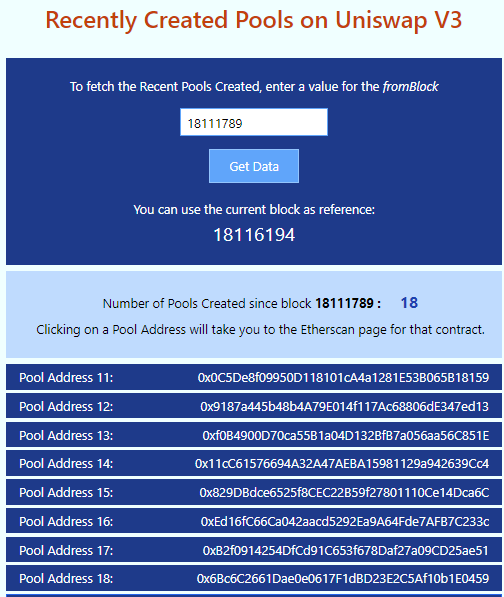 Recently Created Pools on Uniswap V3
To fetch the Recent Pools Created, enter a value for the fromBlock
18111789
Get Data
You can use the current block as reference:
18116194
Number of Pools Created since block 18111789 : 18
Clicking on a Pool Address will take you to the Etherscan page for that contract.
Pool Address 11: 0x0C5De8f09950D118101cA4a1281E53B065B18159
Pool Address 12: 0x9187a445b48b4A79E014f117Ac68806dE347ed13
Pool Address 13: 0xf0B4900D70ca55B1a04D132BfB7a056aa56C851E
Pool Address 14: 0x11cC61576694A32A47AEBA15981129a942639Cc4
Pool Address 15: 0x829DBdce6525f8CEC22B59f27801110Ce14Dca6C
Pool Address 16: 0xEd16fC66Ca042aacd5292Ea9A64Fde7AFB7C233c
Pool Address 17: 0xB2f0914254DfCd91C653f678Daf27a09CD25ae51
Pool Address 18: 0x6Bc6C2661Dae0e0617F1dBD23E2C5Af10b1E0459